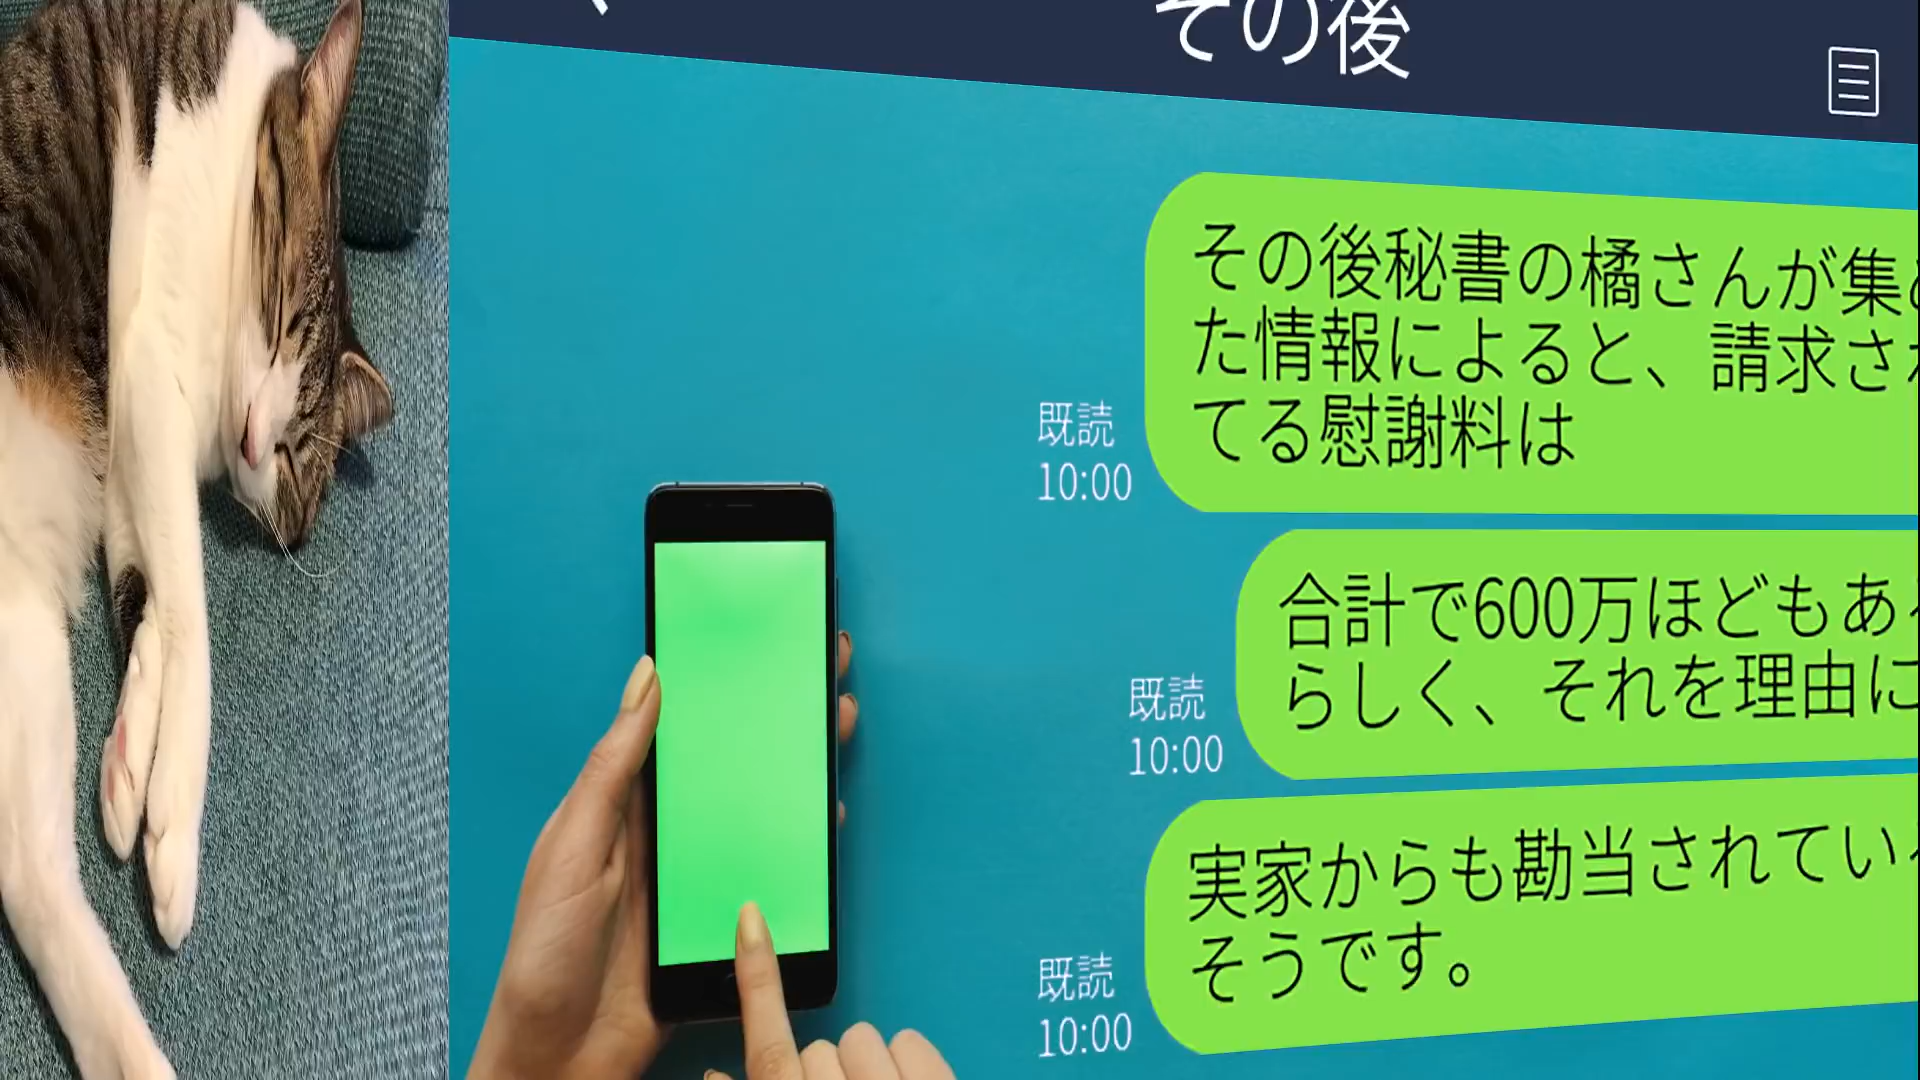 その後
その後秘書の橘さんが集め
た情報によると、請求され
てる慰謝料は
既読
10:00
合計で600万ほどもある
らしく、それを理由に
既読
10:00
実家からも勘当されている
そうです。
既読
10:00